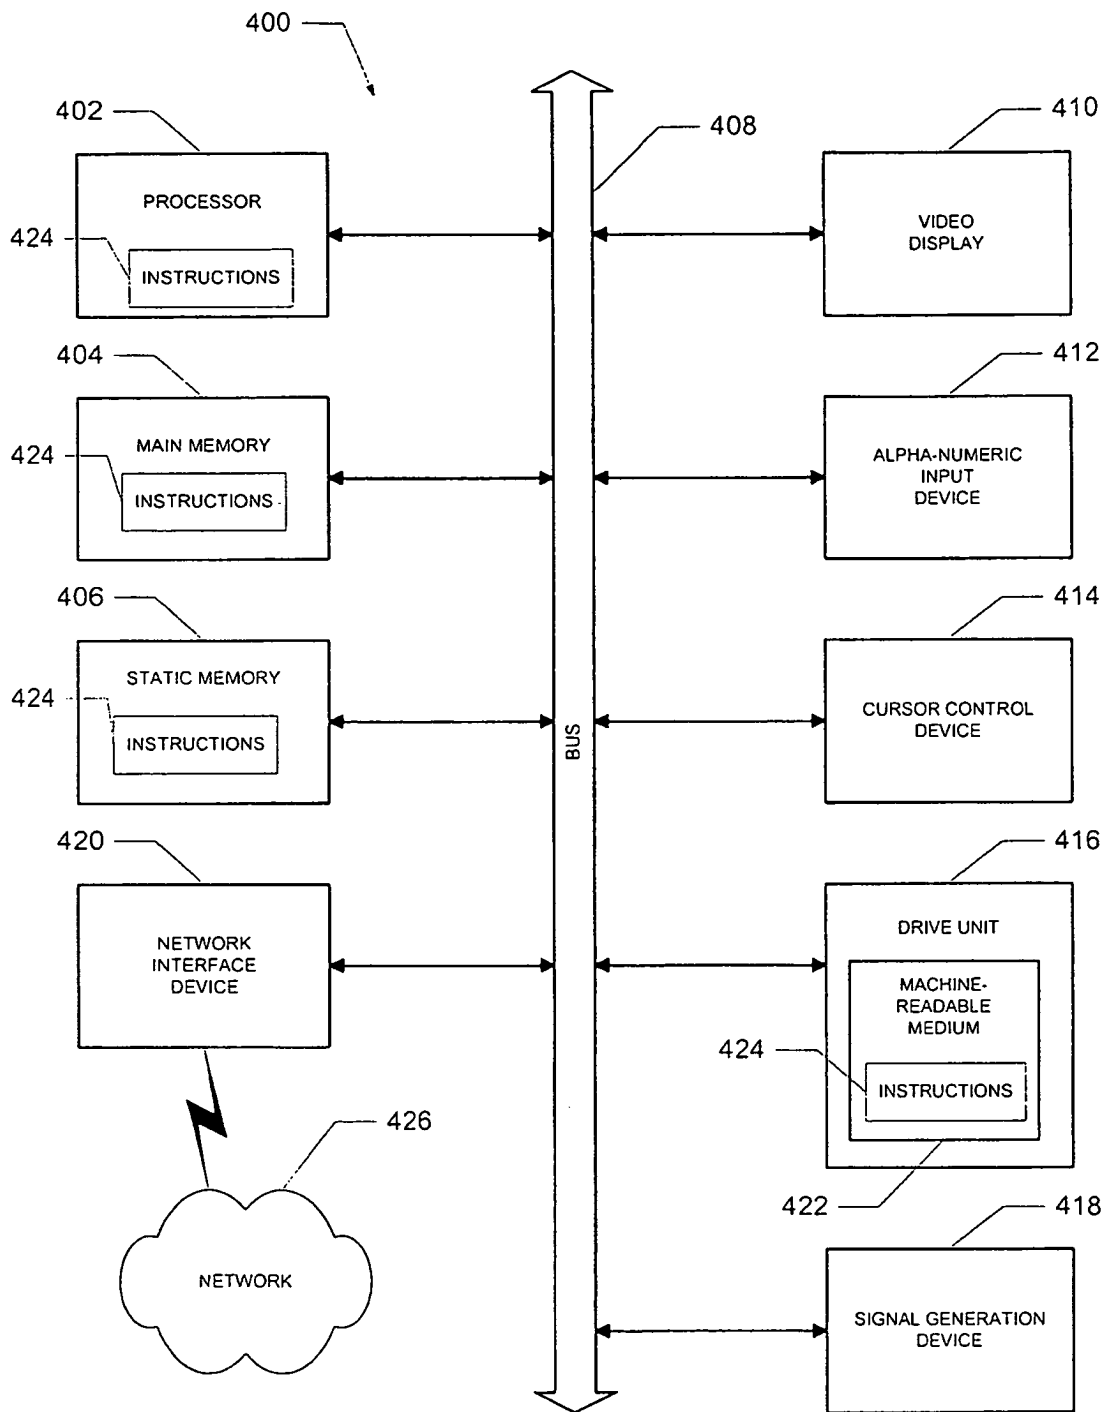 400
402
PROCESSOR
424
INSTRUCTIONS
404
MAIN MEMORY
424
INSTRUCTIONS
406
STATIC MEMORY
424
INSTRUCTIONS
420
NETWORK
INTERFACE
DEVICE
426
NETWORK
408
BUS
410
VIDEO
DISPLAY
412
ALPHA-NUMERIC
INPUT
DEVICE
414
CURSOR CONTROL
DEVICE
416
DRIVE UNIT
MACHINE-
READABLE
MEDIUM
424
INSTRUCTIONS
422
418
SIGNAL GENERATION
DEVICE